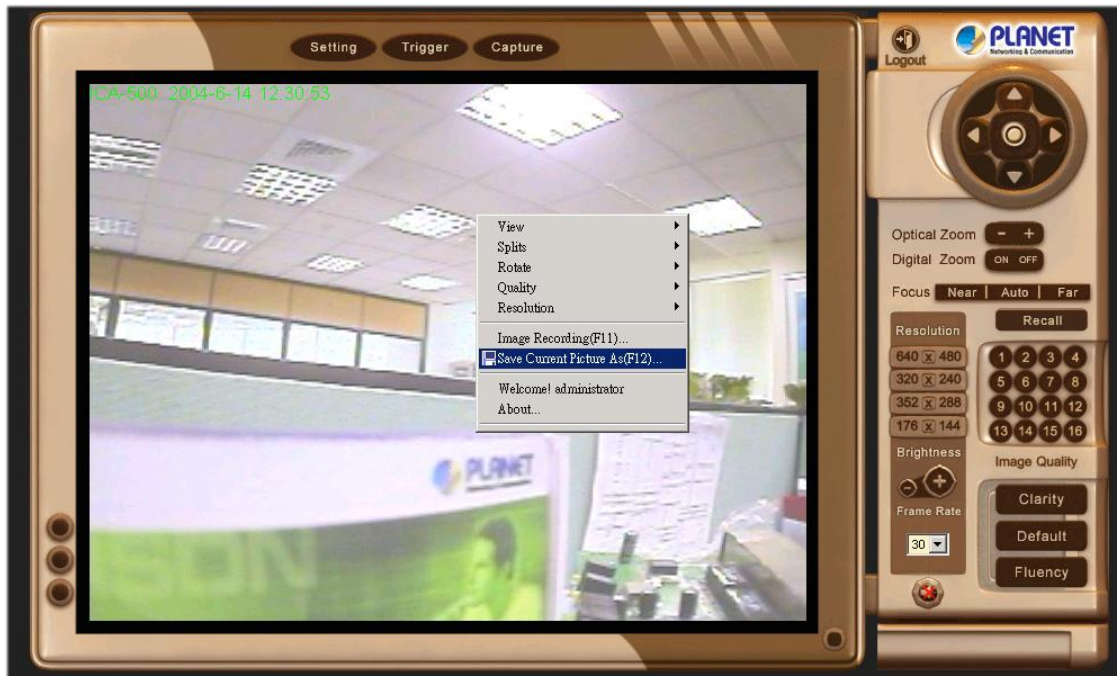 Setting
Trigger
Capture
Logout
PLANET
Networking & Communication
ICA-500 2004-6-14 12:30:53
View
Splits
Rotate
Quality
Resolution
Image Recording(F11)...
Save Current Picture As(F12)...
Welcome! administrator
About...
PLANET
Optical Zoom - +
Digital Zoom ON OFF
Focus Near | Auto | Far
Resolution
640 x 480
320 x 240
352 x 288
176 x 144
Brightness
- +
Frame Rate
30
Recall
1 2 3 4
5 6 7 8
9 10 11 12
13 14 15 16
Image Quality
Clarity
Default
Fluency